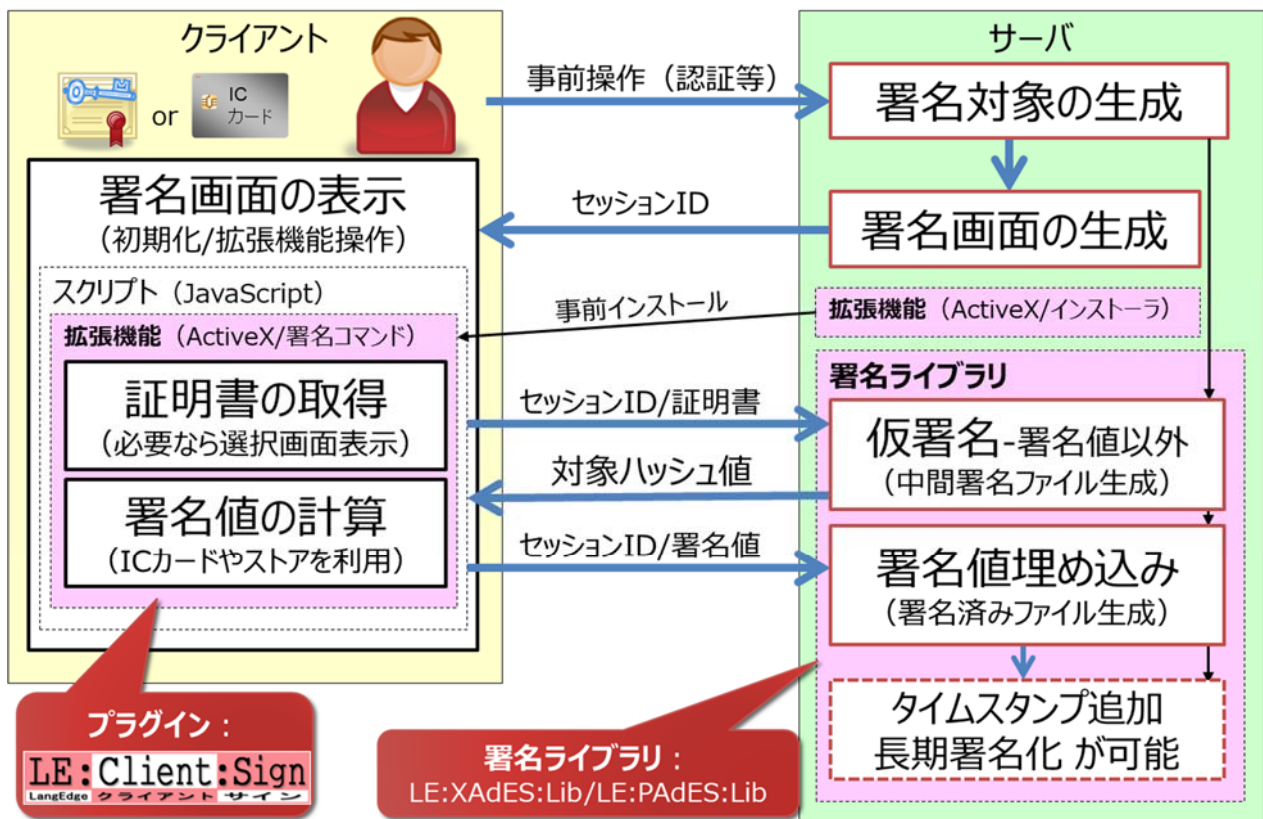 クライアント
or
IC
カード
署名画面の表示
（初期化/拡張機能操作）
スクリプト（JavaScript）
拡張機能（ActiveX/署名コマンド）
証明書の取得
（必要なら選択画面表示）
署名値の計算
（ICカードやストアを利用）
プラグイン：
LE:Client:Sign
LangEdge クライアント サイン
事前操作（認証等）
セッションID
事前インストール
セッションID/証明書
対象ハッシュ値
セッションID/署名値
サーバ
署名対象の生成
署名画面の生成
拡張機能（ActiveX/インストーラ）
署名ライブラリ
仮署名-署名値以外
（中間署名ファイル生成）
署名値埋め込み
（署名済みファイル生成）
タイムスタンプ追加
長期署名化 が可能
署名ライブラリ：
LE:XAdES:Lib/LE:PAdES:Lib